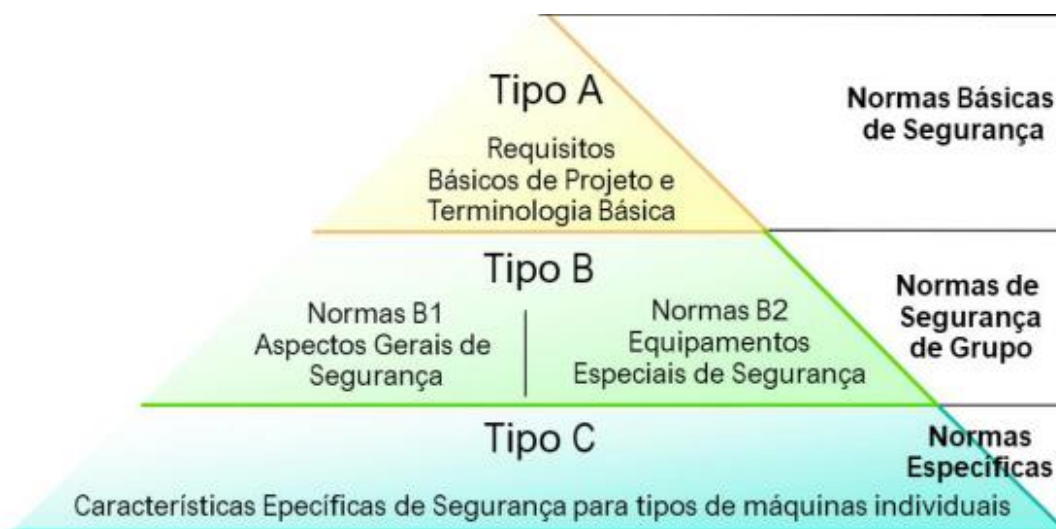 Tipo A
Requisitos
Básicos de Projeto e
Terminologia Básica
Normas Básicas
de Segurança
Tipo B
Normas B1
Aspectos Gerais de
Segurança
Normas B2
Equipamentos
Especiais de Segurança
Normas de
Segurança
de Grupo
Tipo C
Características Epecíficas de Segurança para tipos de máquinas individuais
Normas
Específicas